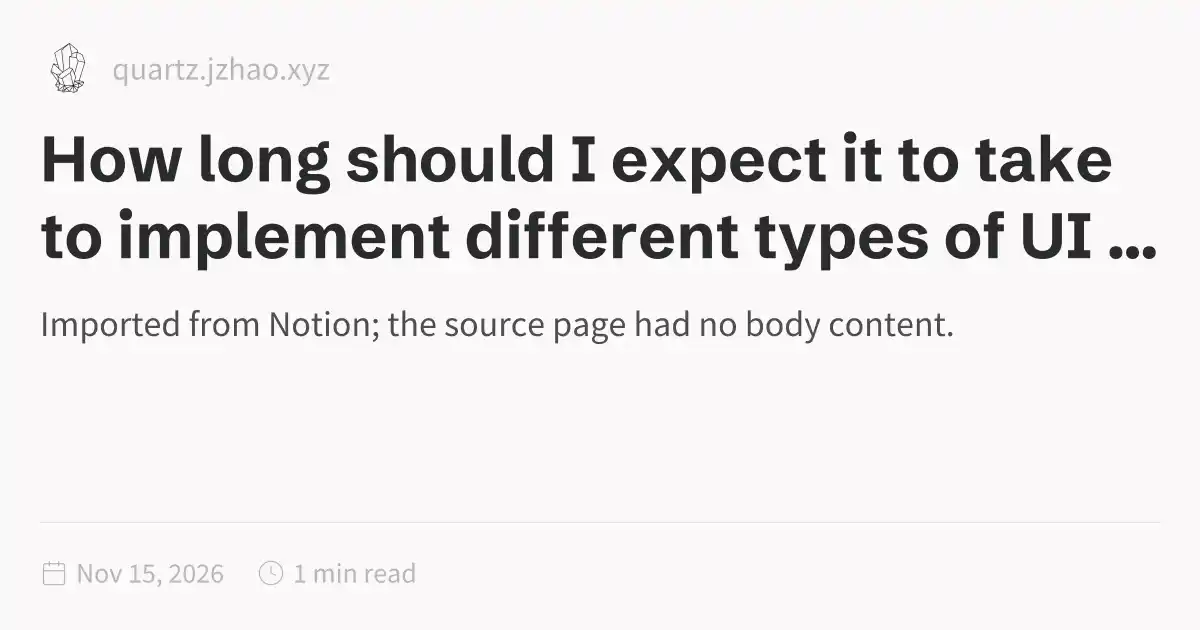 quartz.jzhao.xyz
How long should I expect it to take
to implement different types of UI ...
Imported from Notion; the source page had no body content.
Nov 15, 2026 1 min read